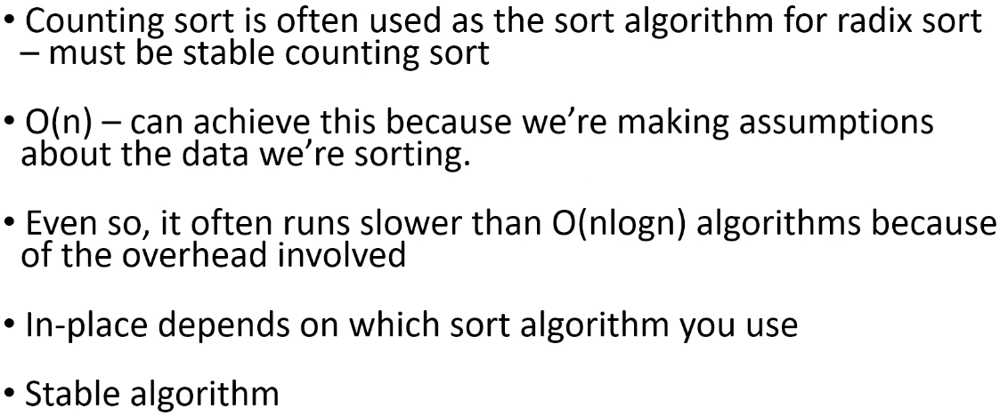 • Counting sort is often used as the sort algorithm for radix sort
– must be stable counting sort
• O(n) – can achieve this because we’re making assumptions
about the data we’re sorting.
• Even so, it often runs slower than O(nlogn) algorithms because
of the overhead involved
• In-place depends on which sort algorithm you use
• Stable algorithm